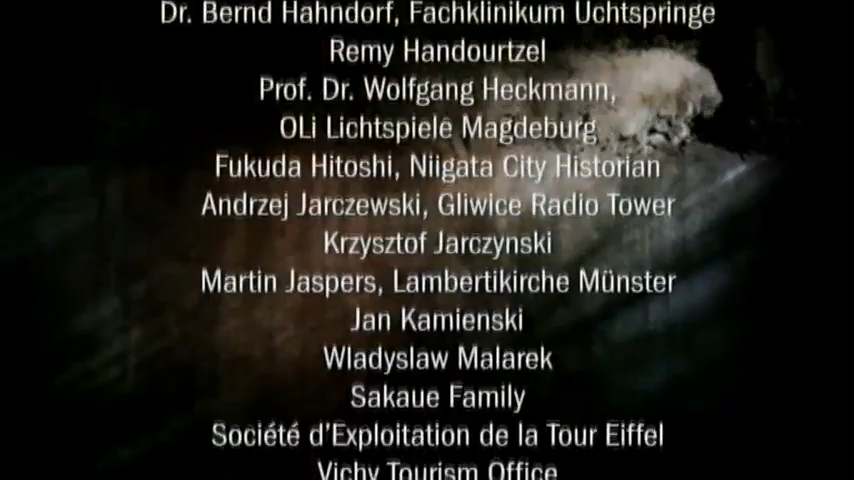 Dr. Bernd Hahndorf, Fachklinikum Uchtspringe
Remy Handourtzel
Prof. Dr. Wolfgang Heckmann,
OLi Lichtspiele Magdeburg
Fukuda Hitoshi, Niigata City Historian
Andrzej Jarczewski, Gliwice Radio Tower
Krzysztof Jarczynski
Martin Jaspers, Lambertikirche Münster
Jan Kamienski
Wladyslaw Malarek
Sakaue Family
Société d'Exploitation de la Tour Eiffel
Vichy Tourism Office